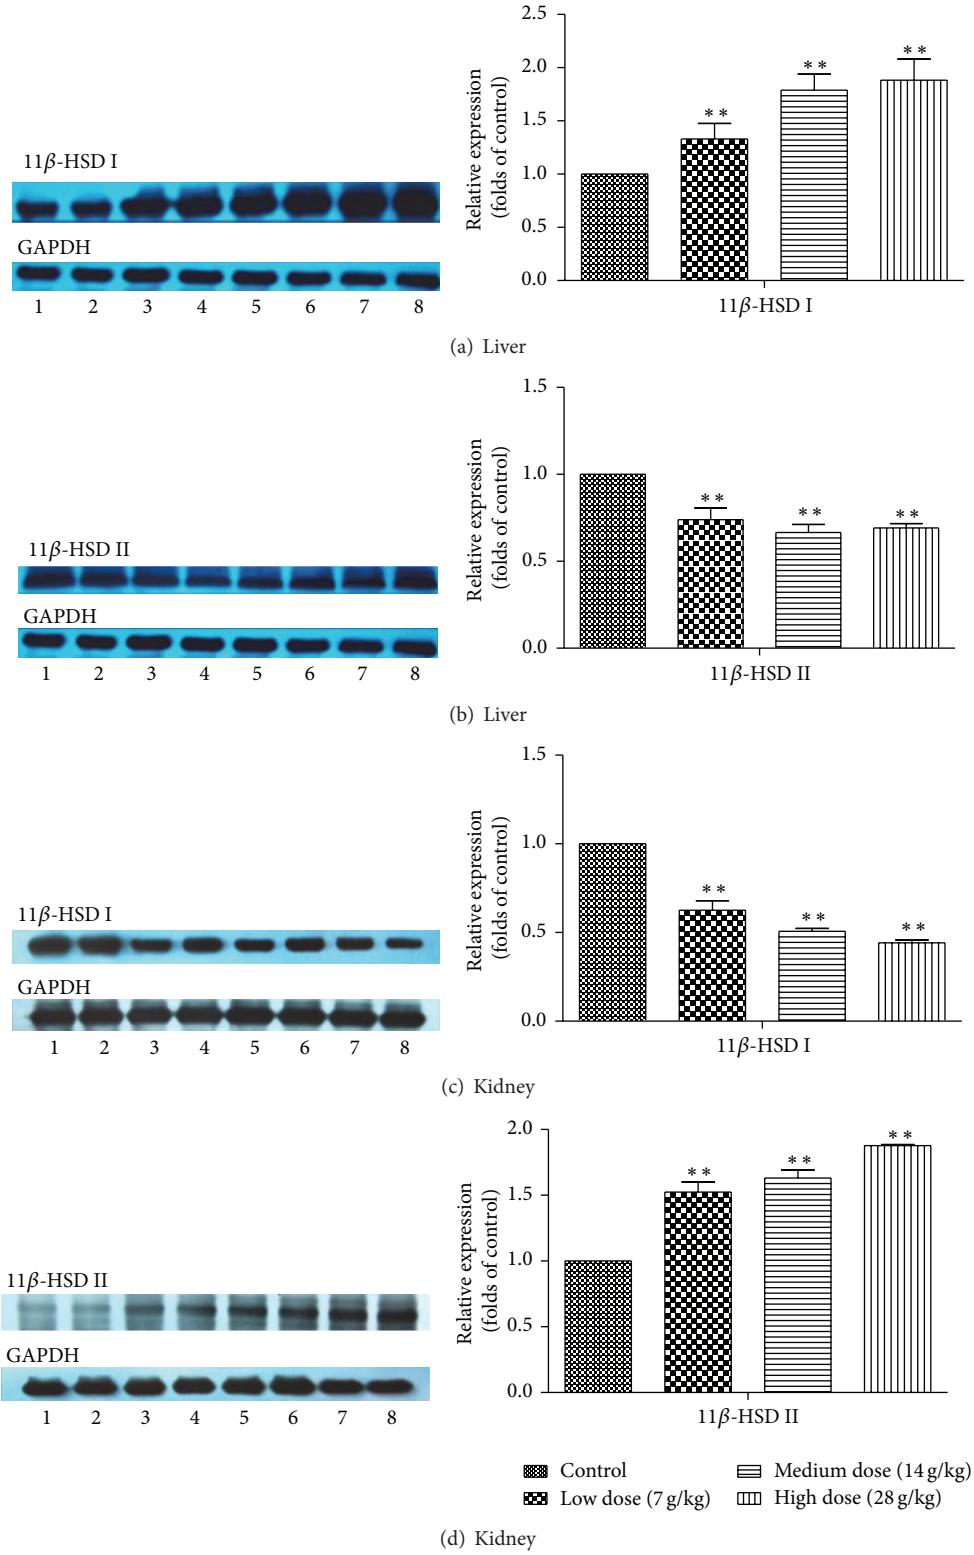 11β-HSD I
GAPDH
1 2 3 4 5 6 7 8
Relative expression
(folds of control)
2.5
2.0
1.5
1.0
0.5
0.0
** ** **
11β-HSD I
(a) Liver
11β-HSD II
GAPDH
1 2 3 4 5 6 7 8
Relative expression
(folds of control)
1.5
1.0
0.5
0.0
** ** **
11β-HSD II
(b) Liver
11β-HSD I
GAPDH
1 2 3 4 5 6 7 8
Relative expression
(folds of control)
1.5
1.0
0.5
0.0
** ** **
11β-HSD I
(c) Kidney
11β-HSD II
GAPDH
1 2 3 4 5 6 7 8
Relative expression
(folds of control)
2.0
1.5
1.0
0.5
0.0
** ** **
11β-HSD II
Control Medium dose (14 g/kg)
Low dose (7 g/kg) High dose (28 g/kg)
(d) Kidney